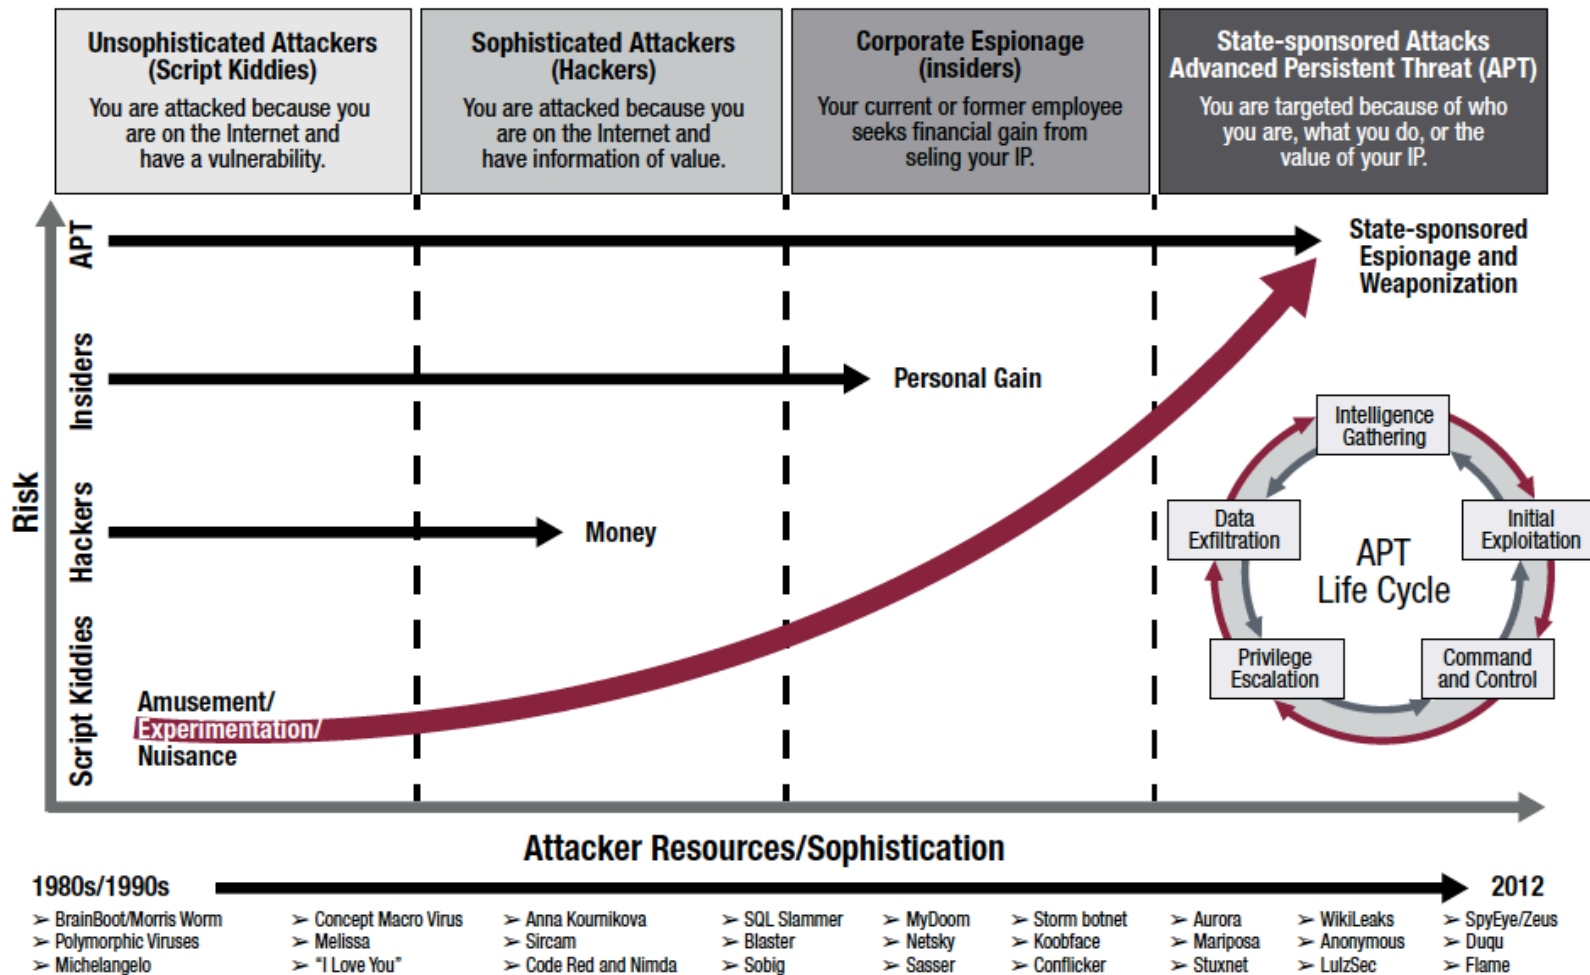 Unsophisticated Attackers
(Script Kiddies)
You are attacked because you
are on the Internet and
have a vulnerability.
Sophisticated Attackers
(Hackers)
You are attacked because you
are on the Internet and
have information of value.
Corporate Espionage
(insiders)
Your current or former employee
seeks financial gain from
seling your IP.
State-sponsored Attacks
Advanced Persistent Threat (APT)
You are targeted because of who
you are, what you do, or the
value of your IP.
Risk
APT
State-sponsored
Espionage and
Weaponization
Insiders
Personal Gain
Hackers
Money
Script Kiddies
Amusement/
Experimentation/
Nuisance
Intelligence
Gathering
Data
Exfiltration
Initial
Exploitation
APT
Life Cycle
Privilege
Escalation
Command
and Control
Attacker Resources/Sophistication
1980s/1990s
2012
➢ BrainBoot/Morris Worm
➢ Polymorphic Viruses
➢ Michelangelo
➢ Concept Macro Virus
➢ Melissa
➢ "I Love You"
➢ Anna Kournikova
➢ Sircam
➢ Code Red and Nimda
➢ SQL Slammer
➢ Blaster
➢ Sobig
➢ MyDoom
➢ Netsky
➢ Sasser
➢ Storm botnet
➢ Koobface
➢ Conflicker
➢ Aurora
➢ Mariposa
➢ Stuxnet
➢ WikiLeaks
➢ Anonymous
➢ LulzSec
➢ SpyEye/Zeus
➢ Duqu
➢ Flame